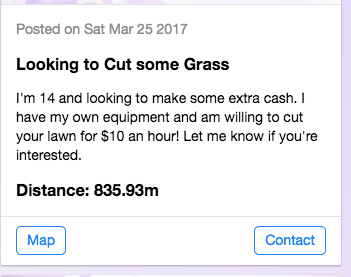 Posted on Sat Mar 25 2017
Looking to Cut some Grass
I'm 14 and looking to make some extra cash. I
have my own equipment and am willing to cut
your lawn for $10 an hour! Let me know if you're
interested.
Distance: 835.93m
Map
Contact